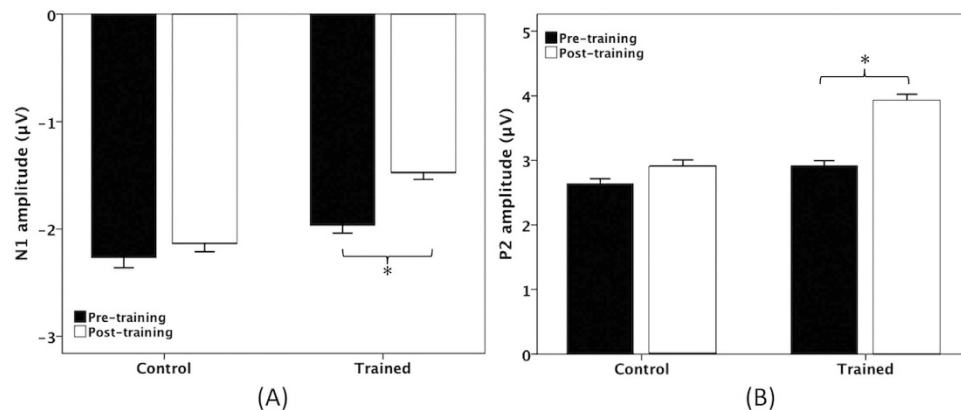 0
-1
-2
-3
N1 amplitude (μV)
*
Pre-training
Post-training
Control
Trained
(A)
5
4
3
2
1
0
P2 amplitude (μV)
Pre-training
Post-training
*
Control
Trained
(B)